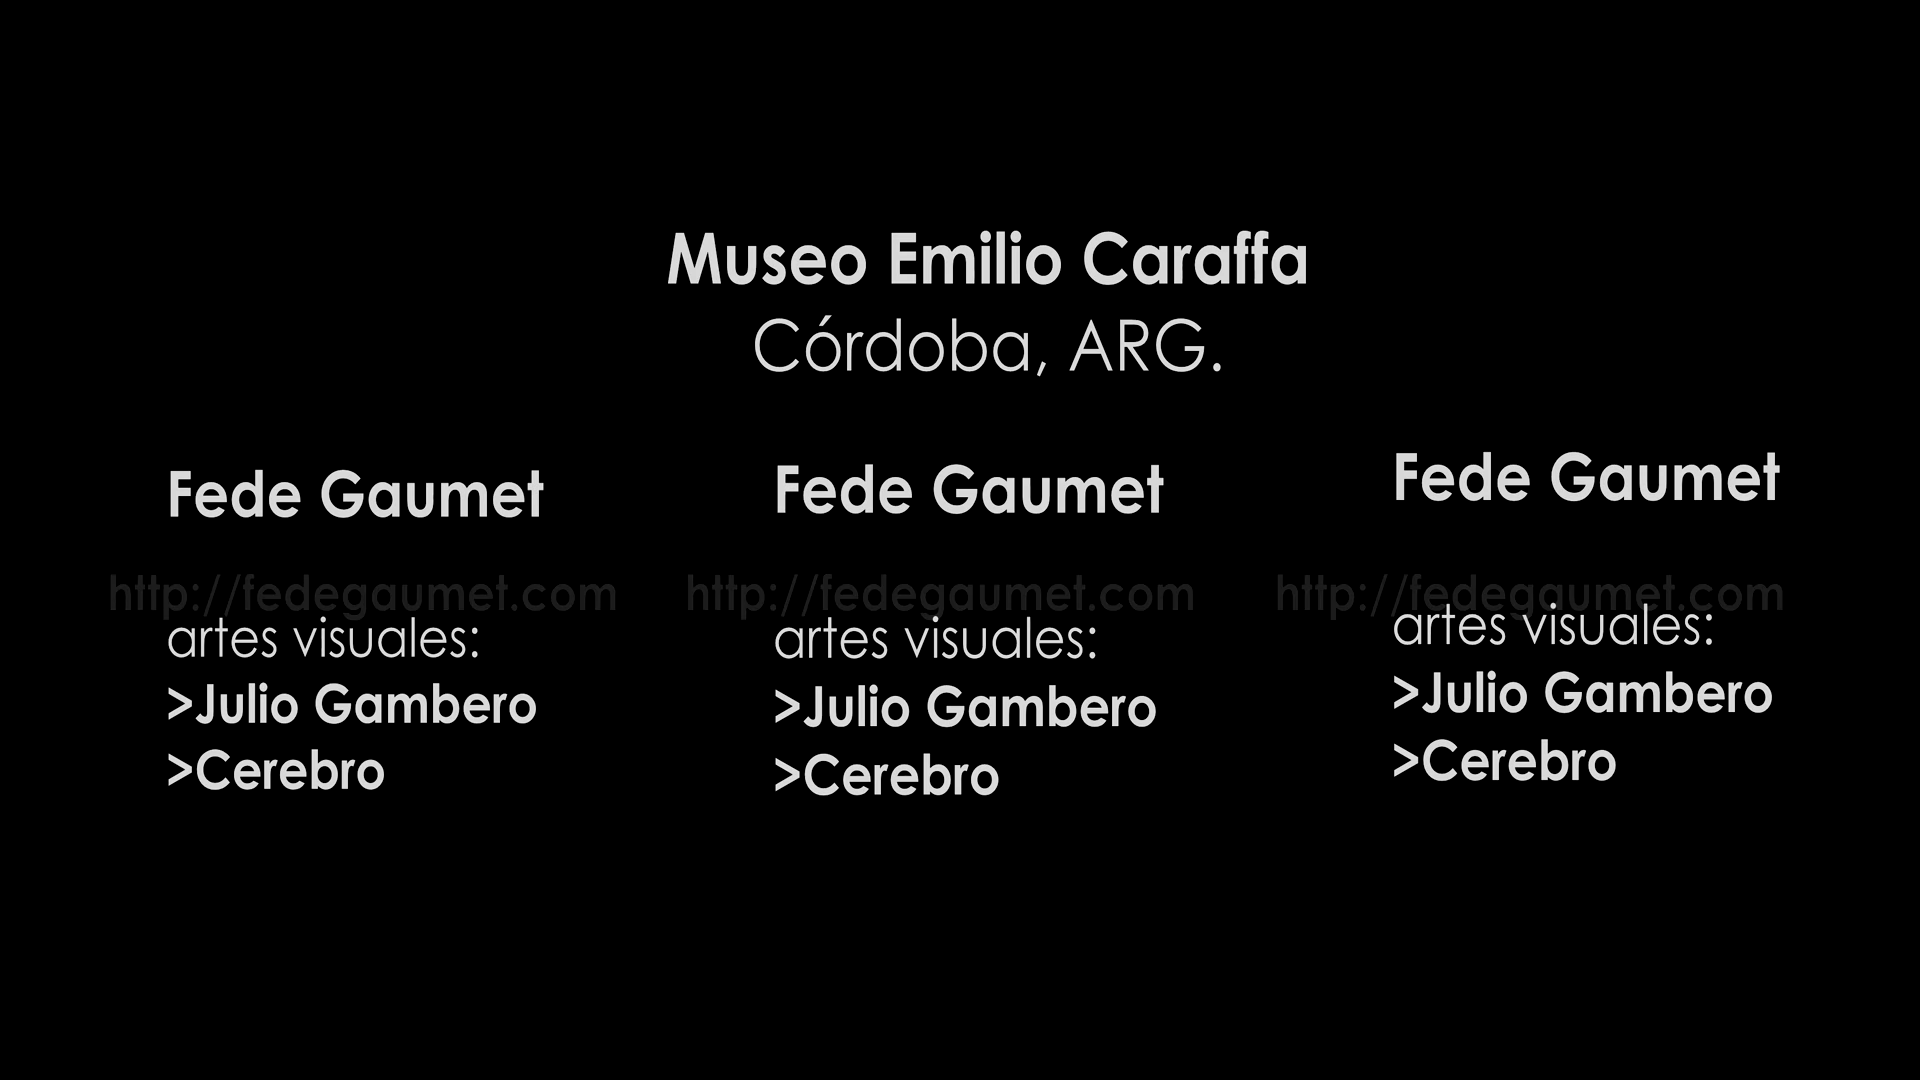 Museo Emilio Caraffa
Córdoba, ARG.
Fede Gaumet
http://fedegaumet.com
artes visuales:
>Julio Gambero
>Cerebro
Fede Gaumet
http://fedegaumet.com
artes visuales:
>Julio Gambero
>Cerebro
Fede Gaumet
http://fedegaumet.com
artes visuales:
>Julio Gambero
>Cerebro